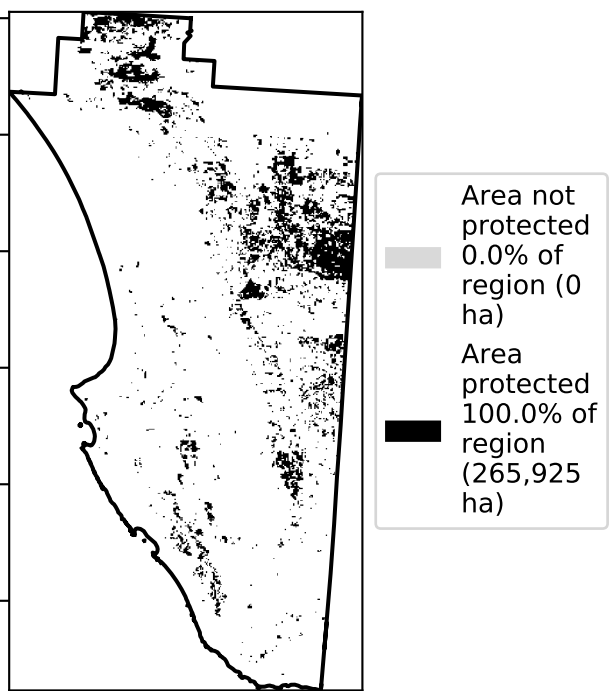 Area not
protected
0.0% of
region (0
ha)
Area
protected
100.0% of
region
(265,925
ha)